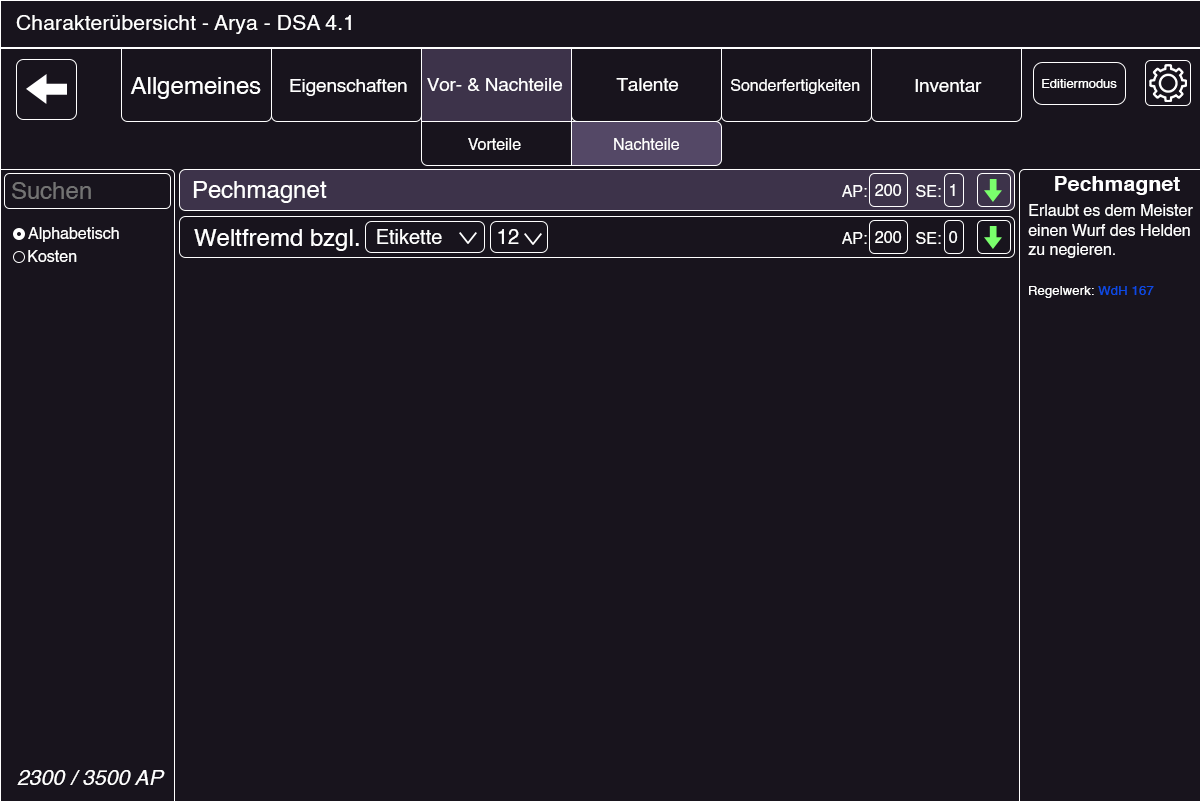 Charakterübersicht - Arya - DSA 4.1
Allgemeines Eigenschaften Vor- & Nachteile Talente Sonderfertigkeiten Inventar Editiermodus
Vorteile Nachteile
Suchen
Alphabetisch
Kosten
Pechmagnet AP: 200 SE: 1
Weltfremd bzgl. Etikette 12 AP: 200 SE: 0
Pechmagnet
Erlaubt es dem Meister
einen Wurf des Helden
zu negieren.
Regelwerk: WdH 167
2300 / 3500 AP